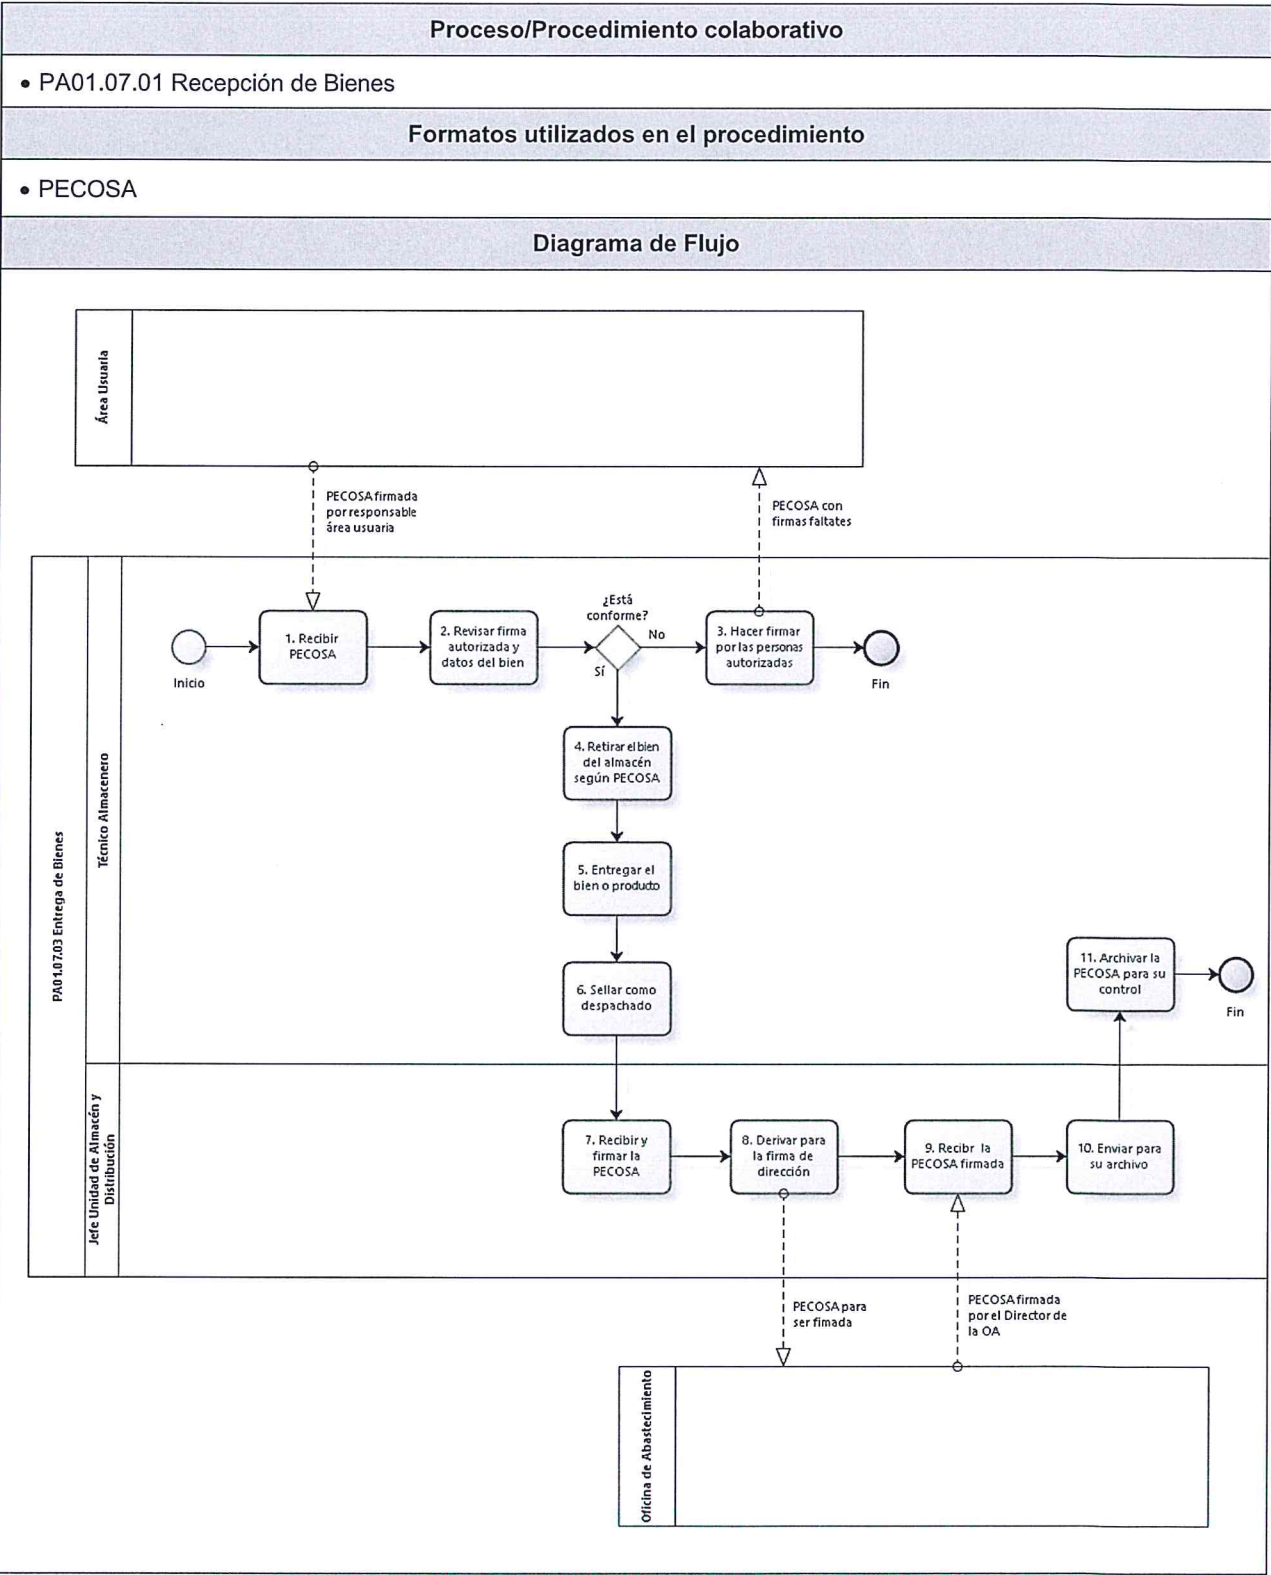 Proceso/Procedimiento colaborativo
• PA01.07.01 Recepción de Bienes
Formatos utilizados en el procedimiento
• PECOSA
Diagrama de Flujo
Área Usuaria
PECOSA firmada
por responsable
área usuaria
PECOSA con
firmas faltates
PA01.07.03 Entrega de Bienes
Técnico Almacenero
Inicio
1. Recibir
PECOSA
2. Revisar firma
autorizada y
datos del bien
¿Está
conforme?
No
Sí
3. Hacer firmar
por las personas
autorizadas
Fin
4. Retirar el bien
del almacén
según PECOSA
5. Entregar el
bien o producto
6. Sellar como
despachado
11. Archivar la
PECOSA para su
control
Fin
Jefe Unidad de Almacén y
Distribución
7. Recibir y
firmar la
PECOSA
8. Derivar para
la firma de
dirección
9. Recibr la
PECOSA firmada
10. Enviar para
su archivo
PECOSA para
ser fimada
PECOSA firmada
por el Director de
la OA
Oficina de Abastecimiento